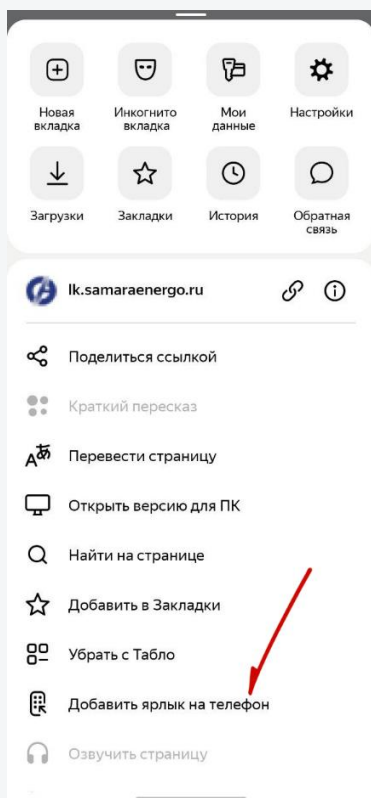 Новая вкладка
Инкогнито вкладка
Мои данные
Настройки
Загрузки
Закладки
История
Обратная связь
lk.samaraenergo.ru
Поделиться ссылкой
Краткий пересказ
Перевести страницу
Открыть версию для ПК
Найти на странице
Добавить в Закладки
Убрать с Табло
Добавить ярлык на телефон
Озвучить страницу